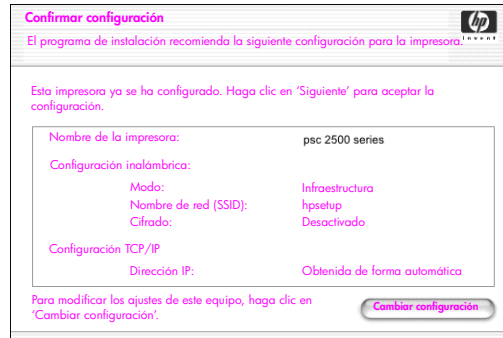 Confirmar configuración
hp
El programa de instalación recomienda la siguiente configuración para la impresora.
invent
Esta impresora ya se ha configurado. Haga clic en ‘Siguiente’ para aceptar la
configuración.
Nombre de la impresora: psc 2500 series
Configuración inalámbrica:
Modo: Infraestructura
Nombre de red (SSID): hpsetup
Cifrado: Desactivado
Configuración TCP/IP
Dirección IP: Obtenida de forma automática
Para modificar los ajustes de este equipo, haga clic en
‘Cambiar configuración’.
Cambiar configuración